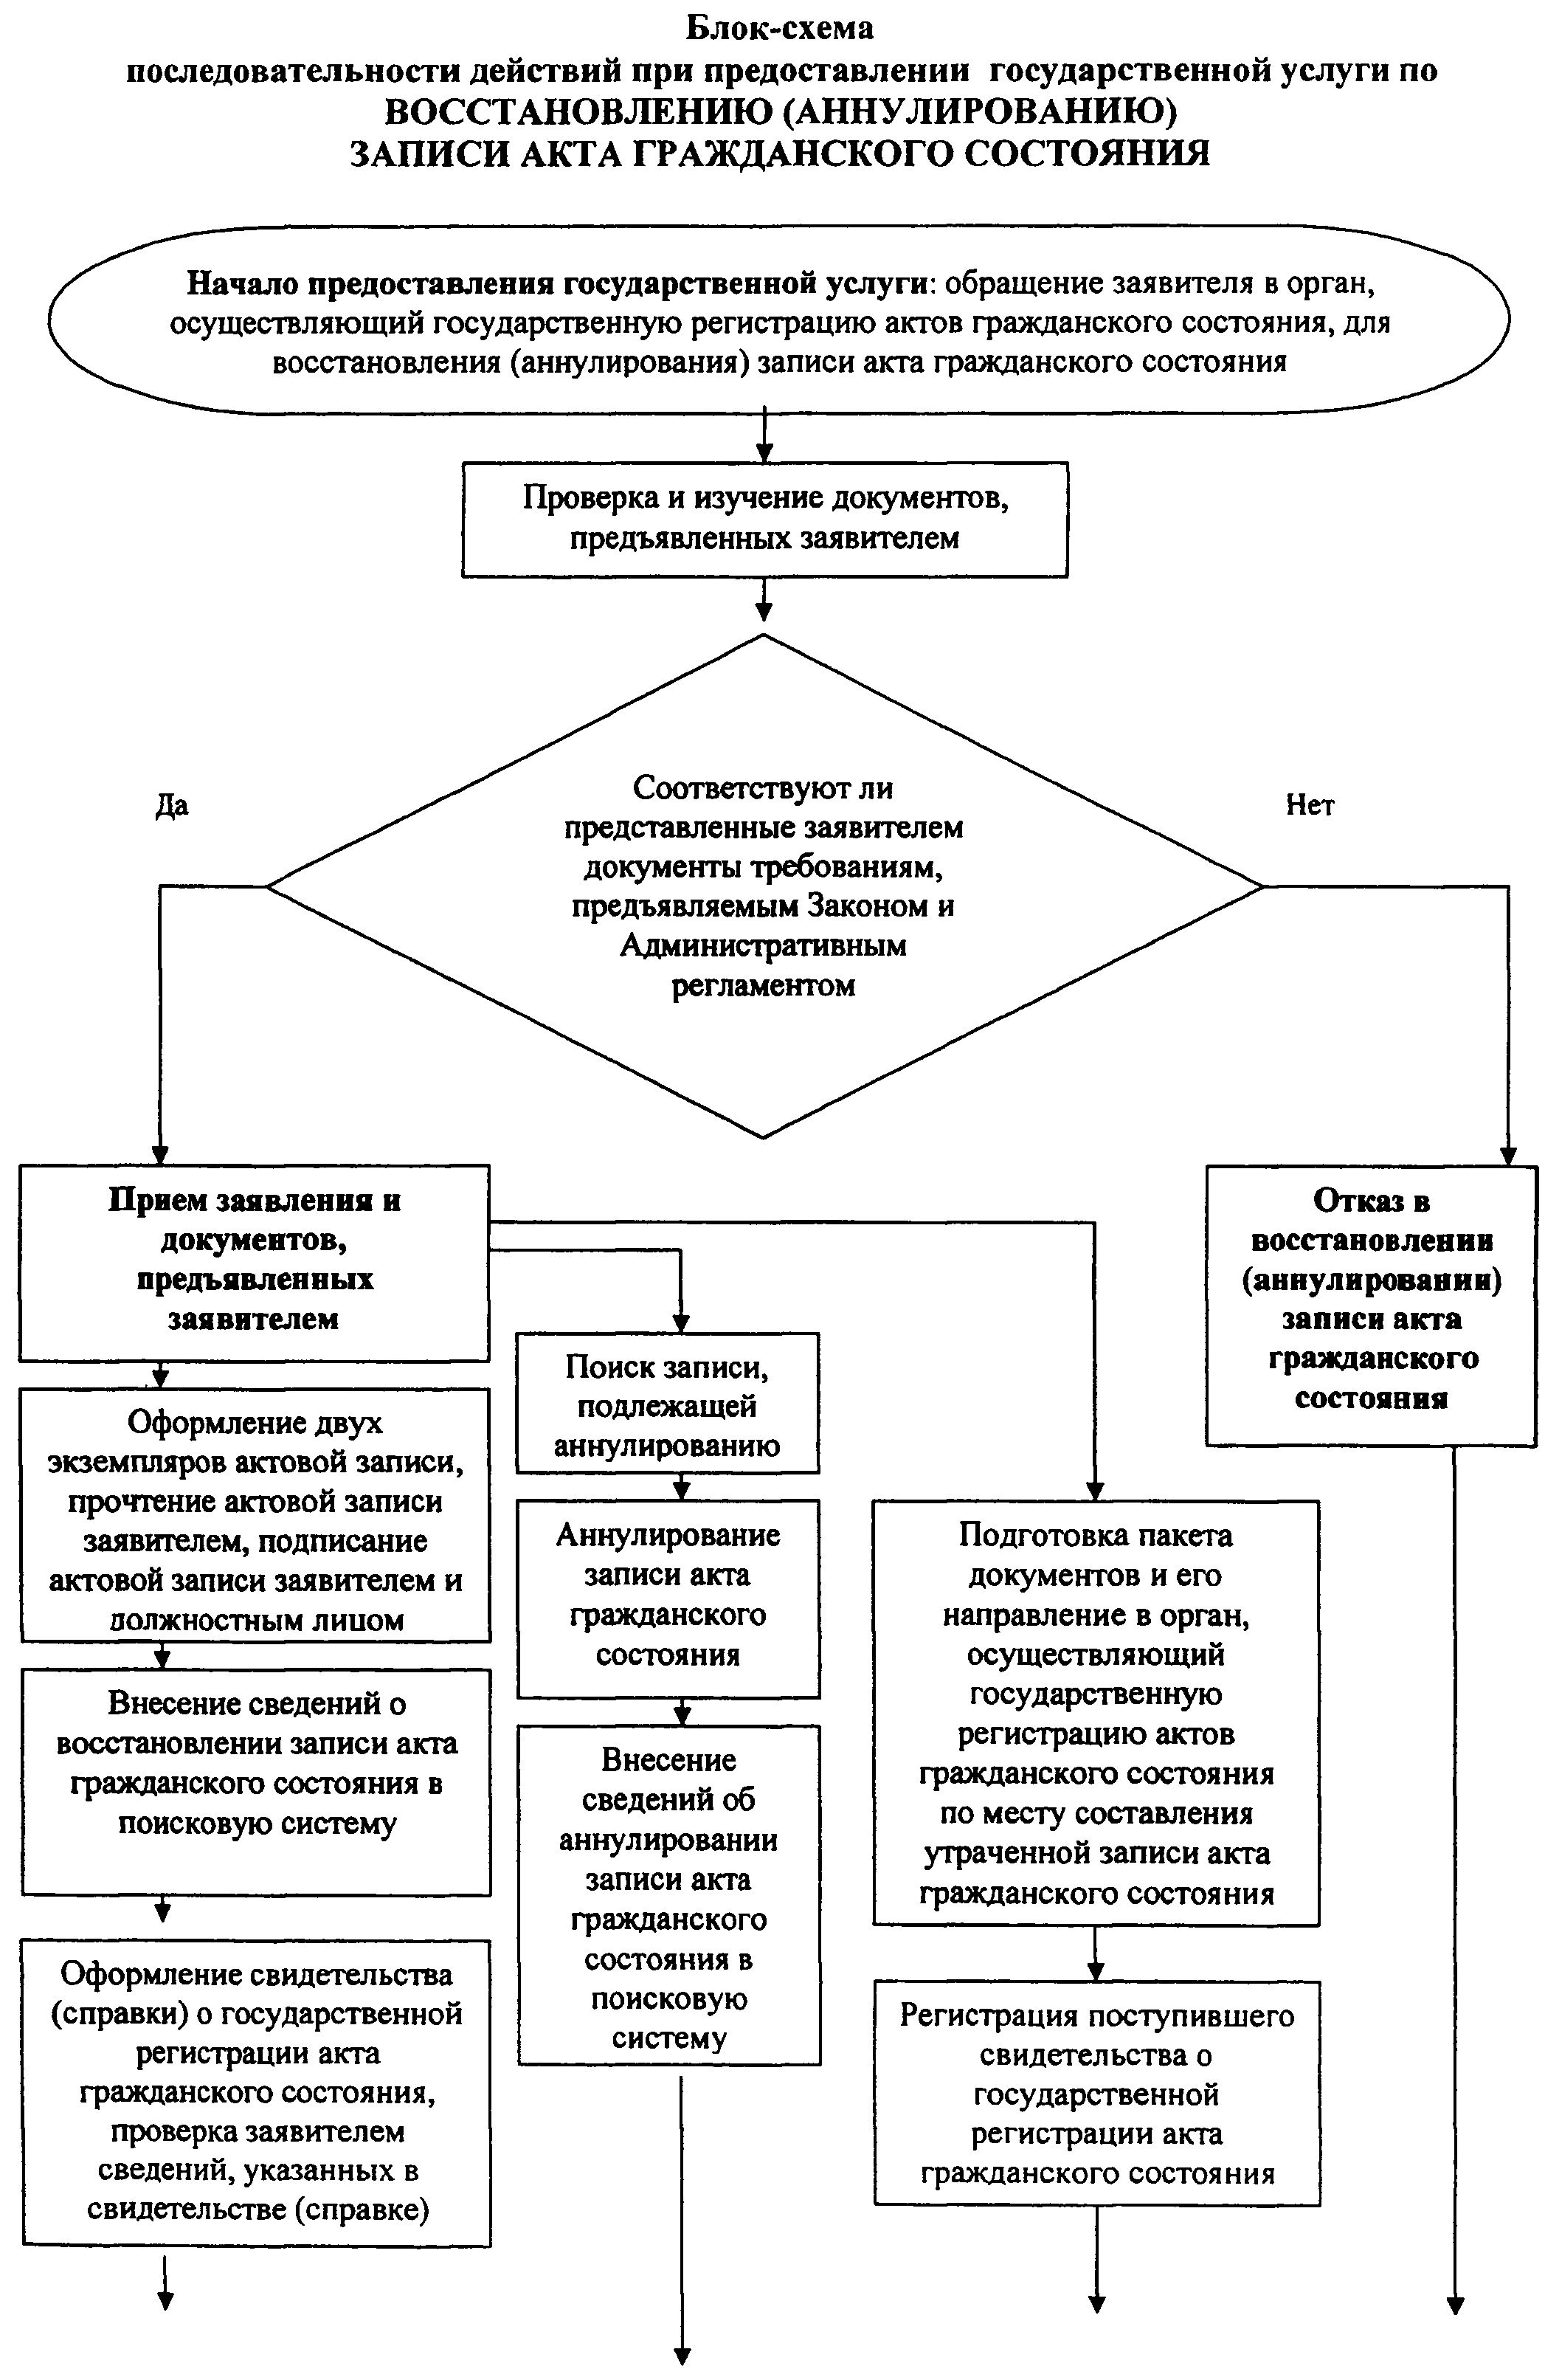 Блок-схема
последовательности действий при предоставлении государственной услуги по
ВОССТАНОВЛЕНИЮ (АННУЛИРОВАНИЮ)
ЗАПИСИ АКТА ГРАЖДАНСКОГО СОСТОЯНИЯ
Начало предоставления государственной услуги: обращение заявителя в орган,
осуществляющий государственную регистрацию актов гражданского состояния, для
восстановления (аннулирования) записи акта гражданского состояния
Проверка и изучение документов,
предъявленных заявителем
Соответствуют ли
представленные заявителем
документы требованиям,
предъявляемым Законом и
Административным
регламентом
Да
Нет
Прием заявления и
документов,
предъявленных
заявителем
Оформление двух
экземпляров актовой записи,
прочтение актовой записи
заявителем, подписание
актовой записи заявителем и
должностным лицом
Внесение сведений о
восстановлении записи акта
гражданского состояния в
поисковую систему
Оформление свидетельства
(справки) о государственной
регистрации акта
гражданского состояния,
проверка заявителем
сведений, указанных в
свидетельстве (справке)
Поиск записи,
подлежащей
аннулированию
Аннулирование
записи акта
гражданского
состояния
Внесение
сведений об
аннулировании
записи акта
гражданского
состояния в
поисковую
систему
Подготовка пакета
документов и его
направление в орган,
осуществляющий
государственную
регистрацию актов
гражданского состояния
по месту составления
утраченной записи акта
гражданского состояния
Регистрация поступившего
свидетельства о
государственной
регистрации акта
гражданского состояния
Отказ в
восстановлении
(аннулировании)
записи акта
гражданского
состояния